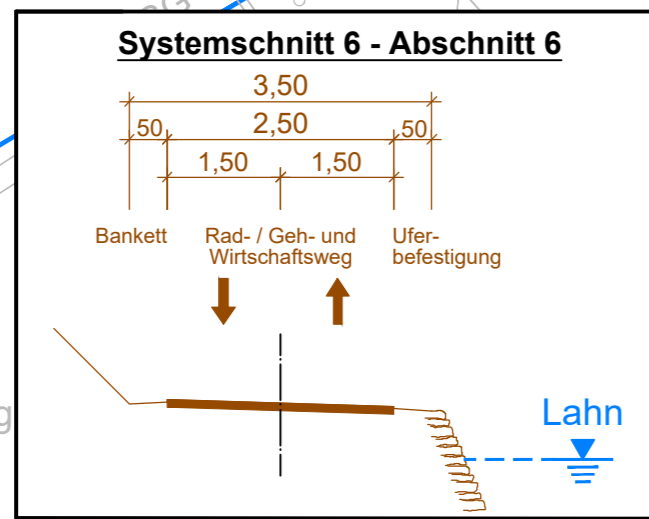 Systemschnitt 6 - Abschnitt 6
3,50
50 2,50 50
1,50 1,50
Bankett Rad- / Geh- und Ufer-
Wirtschaftsweg befestigung
Lahn